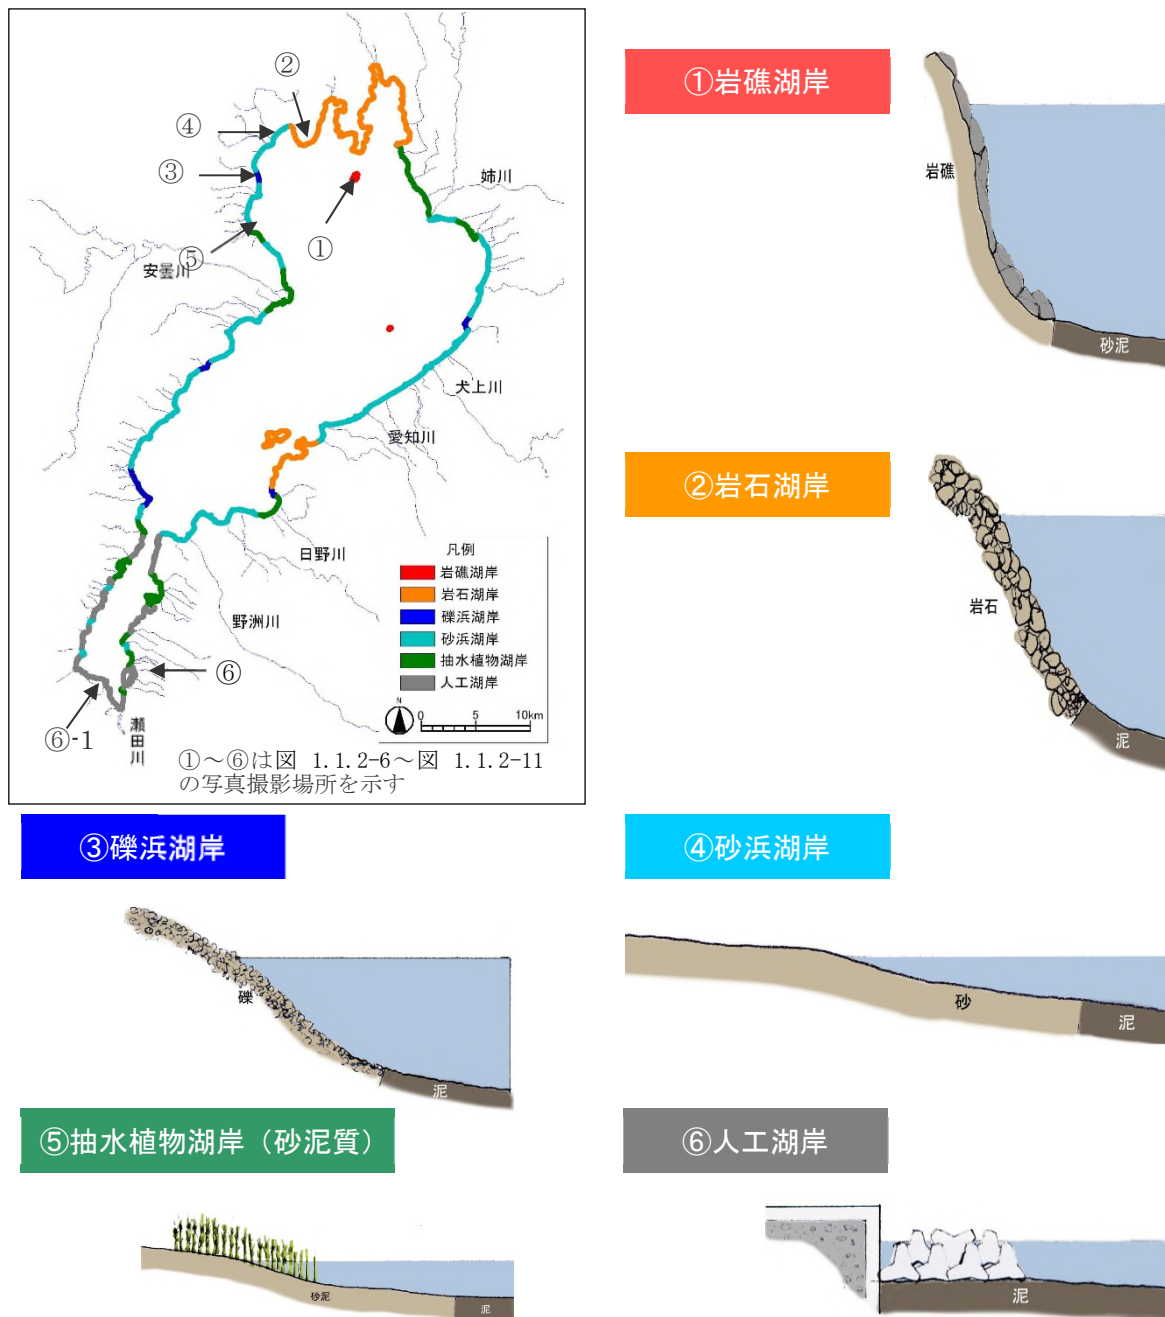 ②
④
③
①
⑤
姉川
安曇川
犬上川
愛知川
日野川
野洲川
⑥
⑥-1
瀬田川
凡例
岩礁湖岸
岩石湖岸
礫浜湖岸
砂浜湖岸
抽水植物湖岸
人工湖岸
N
0 5 10km
①～⑥は図 1.1.2-6～図 1.1.2-11
の写真撮影場所を示す
①岩礁湖岸
岩礁
砂泥
②岩石湖岸
岩石
泥
③礫浜湖岸
礫
泥
④砂浜湖岸
砂
泥
⑤抽水植物湖岸（砂泥質）
砂泥
泥
⑥人工湖岸
泥